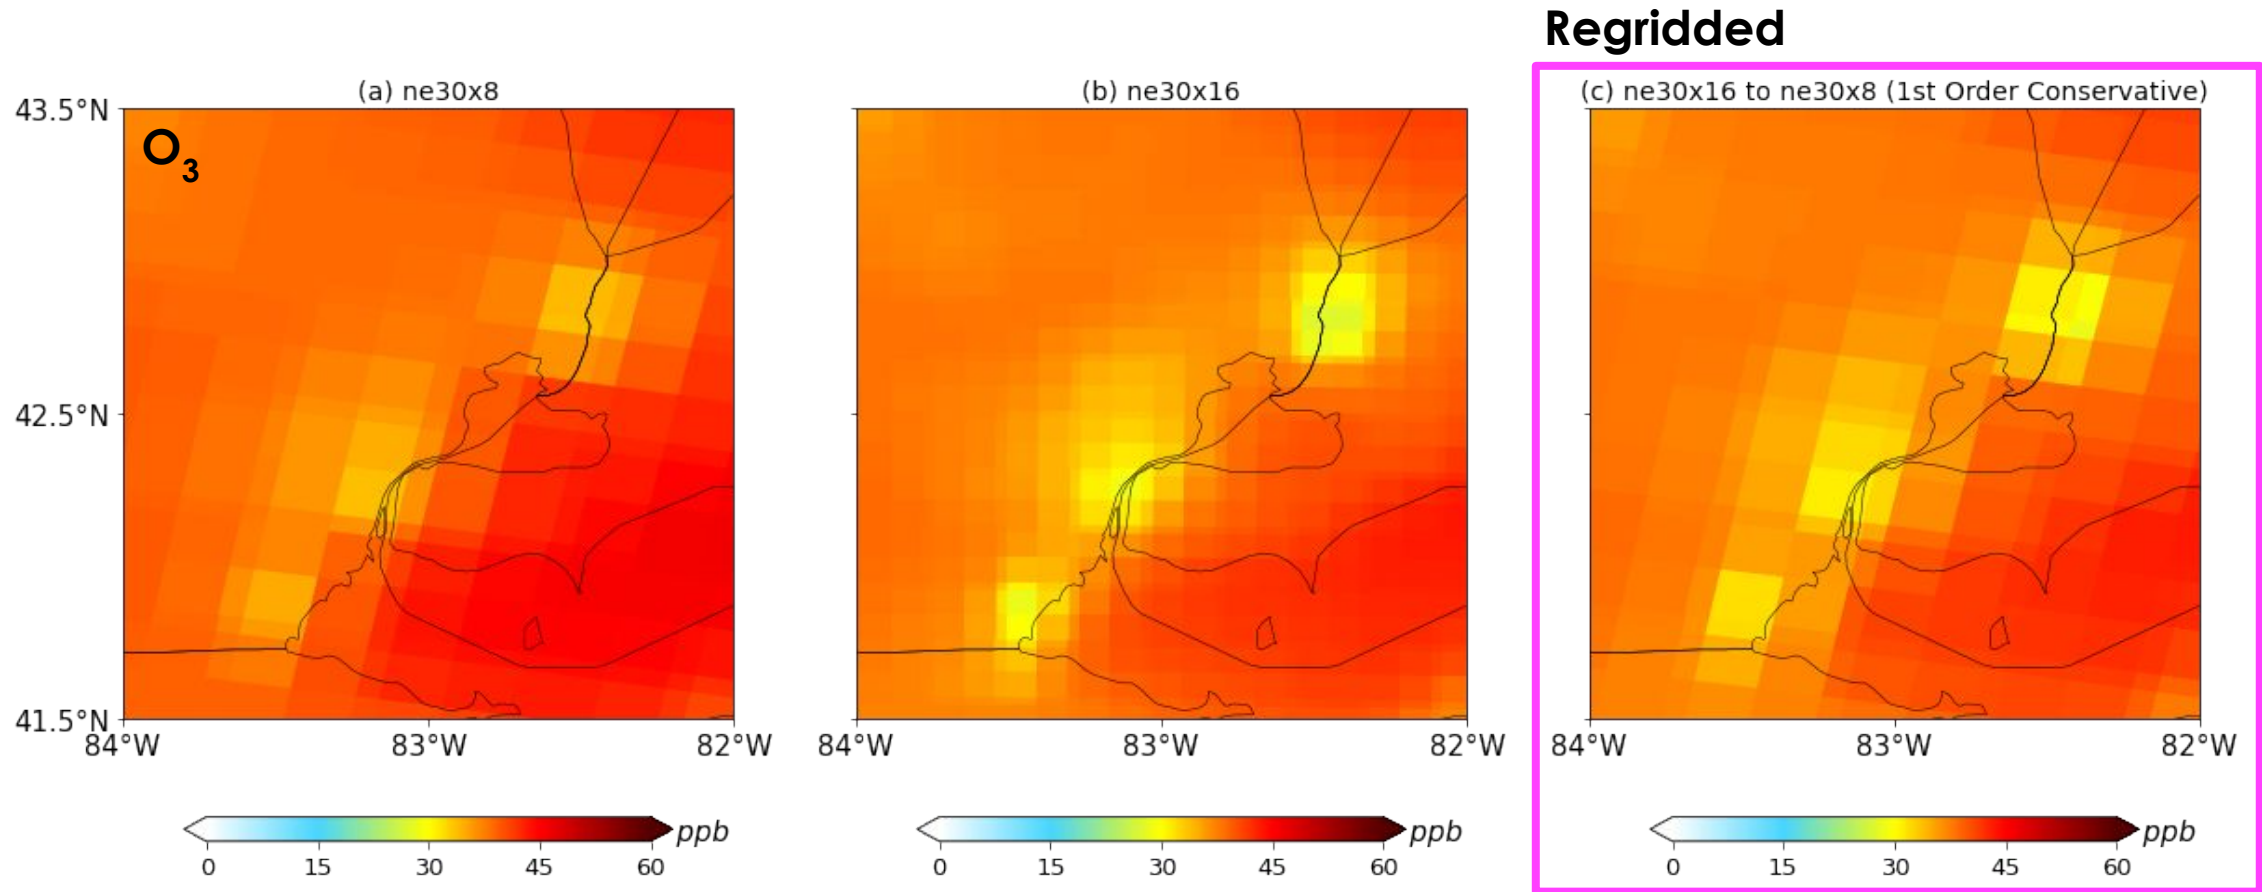 Regridded
(a) ne30x8
(b) ne30x16
(c) ne30x16 to ne30x8 (1st Order Conservative)
O3
43.5°N
42.5°N
41.5°N
84°W 83°W 82°W
84°W 83°W 82°W
84°W 83°W 82°W
ppb
0 15 30 45 60
ppb
0 15 30 45 60
ppb
0 15 30 45 60